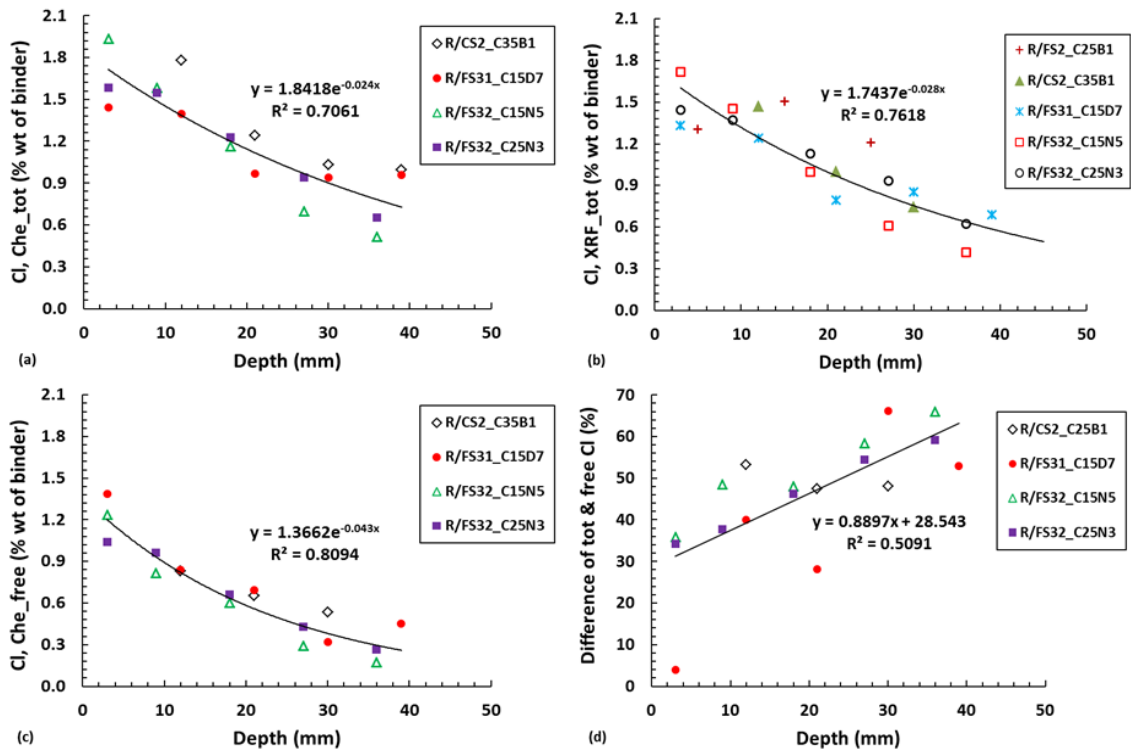 Cl, Che_tot (% wt of binder)
2.1
1.8
1.5
1.2
0.9
0.6
0.3
0.0
0 10 20 30 40 50
Depth (mm)
(a)
y = 1.8418e^-0.024x
R² = 0.7061
R/CS2_C35B1
R/FS31_C15D7
R/FS32_C15N5
R/FS32_C25N3
Cl, XRF_tot (% wt of binder)
2.1
1.8
1.5
1.2
0.9
0.6
0.3
0.0
0 10 20 30 40 50
Depth (mm)
(b)
y = 1.7437e^-0.028x
R² = 0.7618
R/FS2_C25B1
R/CS2_C35B1
R/FS31_C15D7
R/FS32_C15N5
R/FS32_C25N3
Cl, Che_free (% wt of binder)
2.1
1.8
1.5
1.2
0.9
0.6
0.3
0.0
0 10 20 30 40 50
Depth (mm)
(c)
y = 1.3662e^-0.043x
R² = 0.8094
R/CS2_C35B1
R/FS31_C15D7
R/FS32_C15N5
R/FS32_C25N3
Difference of tot & free Cl (%)
70
60
50
40
30
20
10
0
0 10 20 30 40 50
Depth (mm)
(d)
y = 0.8897x + 28.543
R² = 0.5091
R/CS2_C25B1
R/FS31_C15D7
R/FS32_C15N5
R/FS32_C25N3